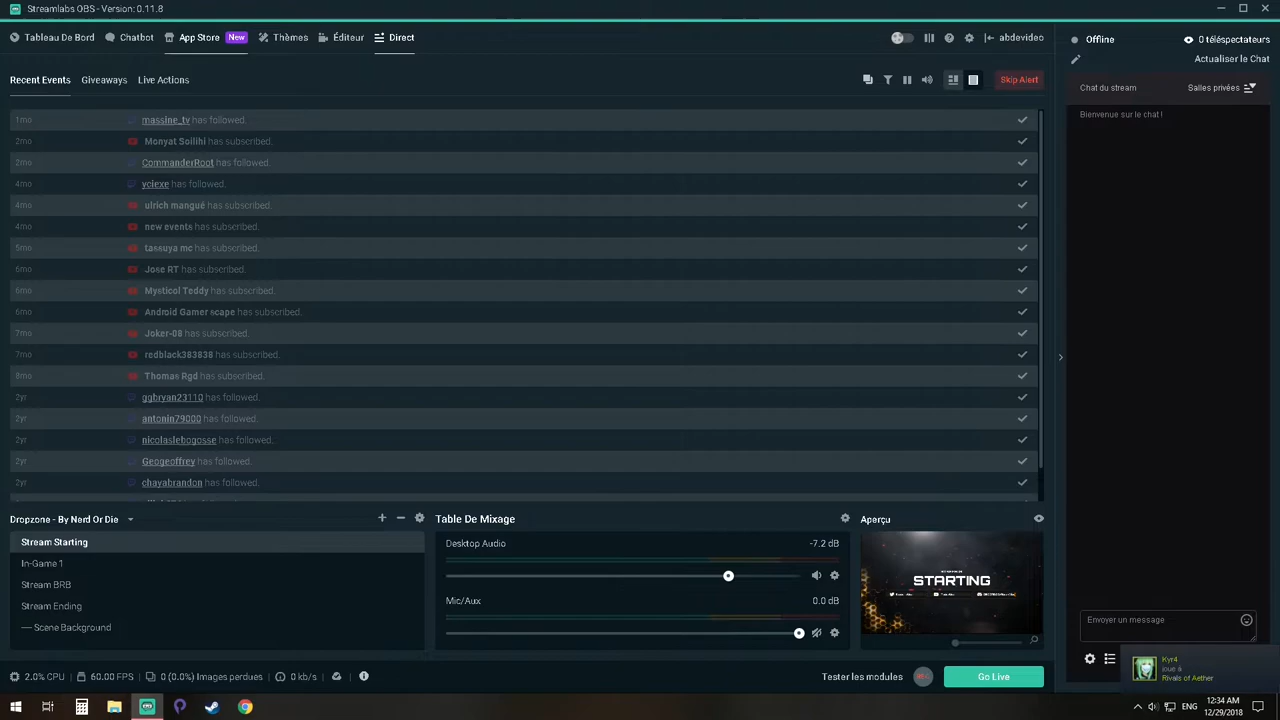 Streamlabs OBS - Version: 0.11.8
Tableau De Bord Chatbot App Store New Thèmes Éditeur Direct abdevideo
Offline 0 téléspectateurs
Actualiser le Chat
Recent Events Giveaways Live Actions Skip Alert
Chat du stream Salles privées
Bienvenue sur le chat !
1mo massine_tv has followed.
2mo Monyat Soilihi has subscribed.
2mo CommanderRoot has followed.
4mo yclexe has followed.
4mo ulrich mangué has subscribed.
4mo new events has subscribed.
5mo tassuya mc has subscribed.
6mo Jose RT has subscribed.
6mo Mysticol Teddy has subscribed.
6mo Android Gamer scape has subscribed.
7mo Joker-08 has subscribed.
7mo redblack383838 has subscribed.
8mo Thomas Rgd has subscribed.
2yr ggbryan23110 has followed.
2yr antonin79000 has followed.
2yr nicolaslebogosse has followed.
2yr Geogeoffrey has followed.
2yr chayabrandon has followed.
Dropzone - By Nerd Or Die
Stream Starting
In-Game 1
Stream BRB
Stream Ending
— Scene Background
Table De Mixage
Desktop Audio -7.2 dB
Mic/Aux 0.0 dB
Aperçu
STARTING
Envoyer un message
Kyr4
joue à
Rivals of Aether
2.0% CPU 60.00 FPS 0 (0.0%) Images perdues 0 kb/s
Tester les modules REC Go Live
ENG
12:34 AM
12/29/2018